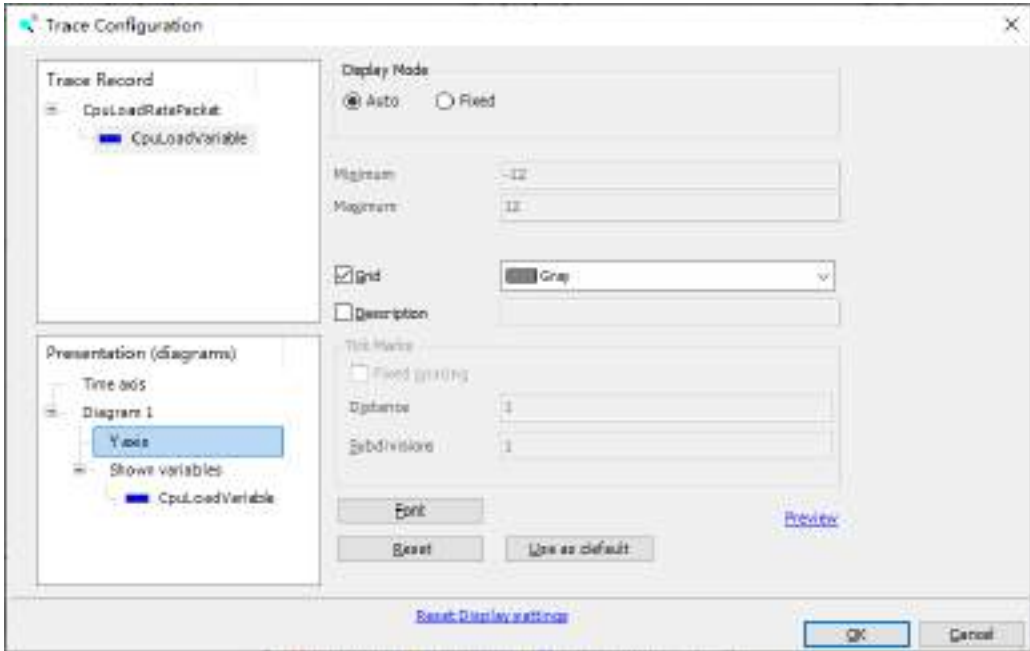 Trace Configuration
Trace Record
CpuLoadRatePacket
CpuLoadVariable
Display Mode
Auto Fixed
Minimum -12
Maximum 12
Grid Gray
Description
Tick Marks
Fixed spacing
Distance 1
Subdivisions 1
Font
Preview
Reset Use as default
Presentation (diagrams)
Time axis
Diagram 1
Y axis
Shown variables
CpuLoadVariable
Reset Display settings
OK Cancel